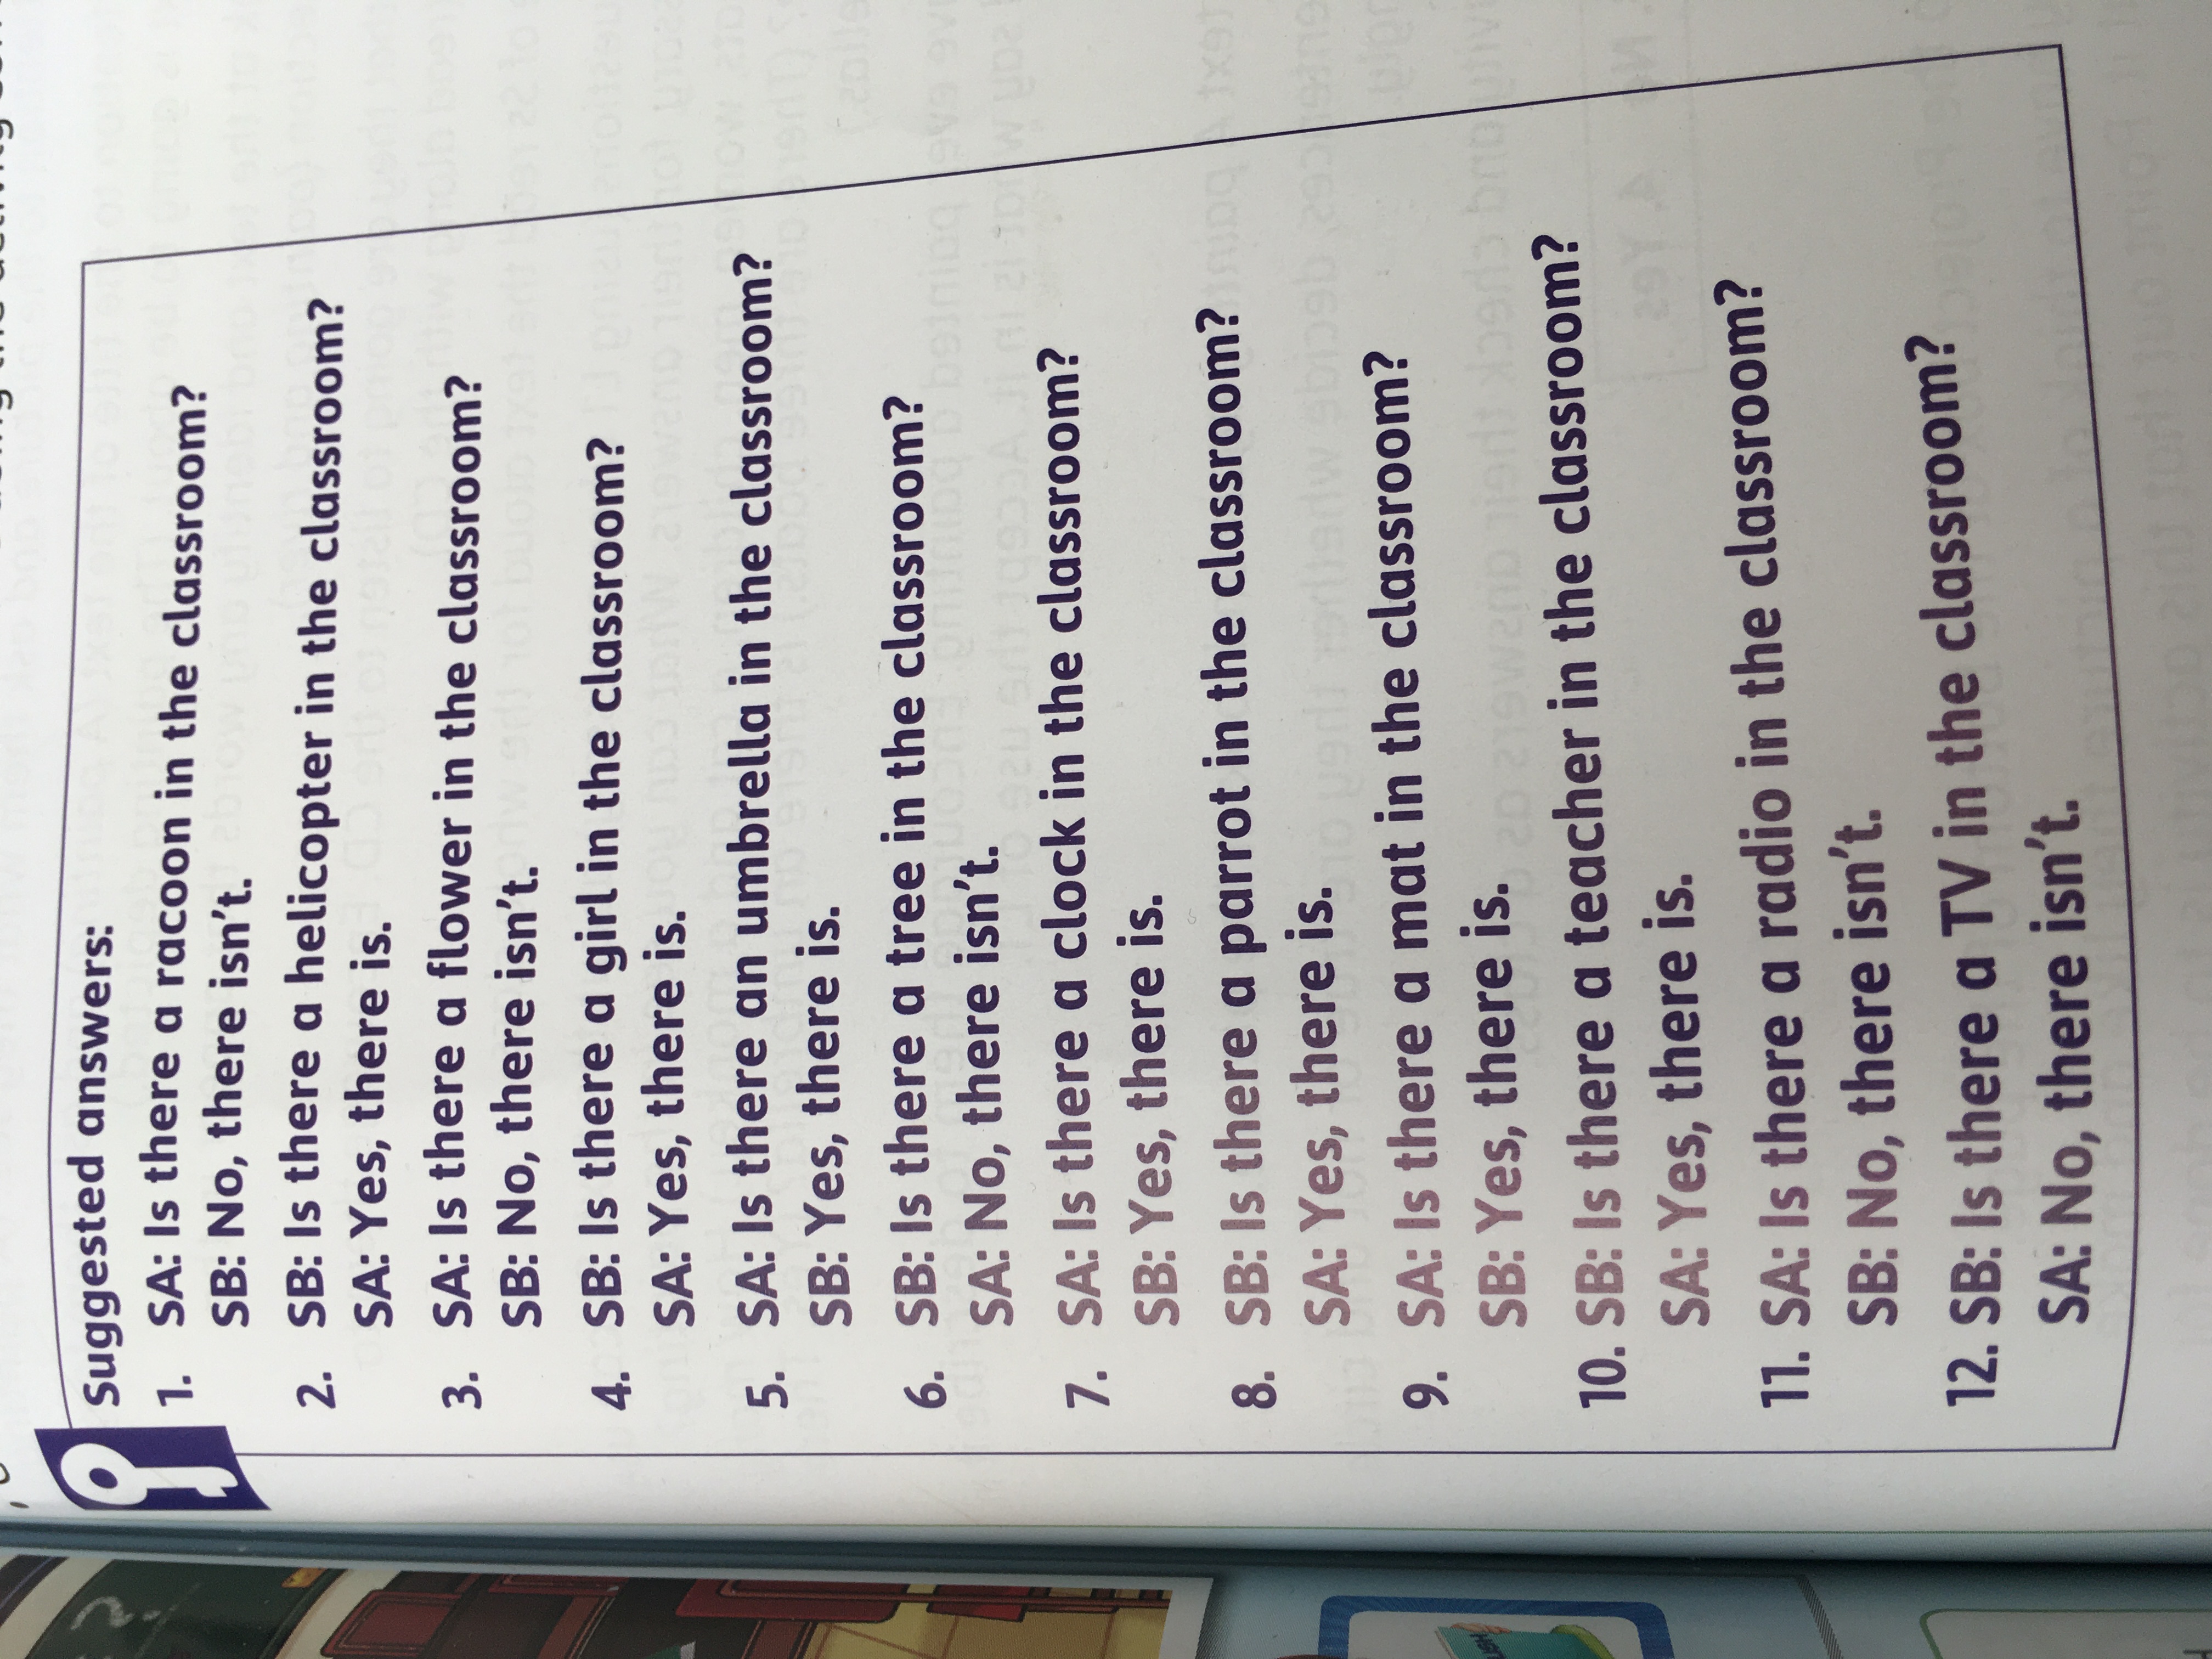 Suggested answers:
1. SA: Is there a racoon in the classroom?
SB: No, there isn't.
2. SB: Is there a helicopter in the classroom?
SA: Yes, there is.
3. SA: Is there a flower in the classroom?
SB: No, there isn't.
4. SB: Is there a girl in the classroom?
SA: Yes, there is.
5. SA: Is there an umbrella in the classroom?
SB: Yes, there is.
6. SB: Is there a tree in the classroom?
SA: No, there isn't.
7. SA: Is there a clock in the classroom?
SB: Yes, there is.
8. SB: Is there a parrot in the classroom?
SA: Yes, there is.
9. SA: Is there a mat in the classroom?
SB: Yes, there is.
10. SB: Is there a teacher in the classroom?
SA: Yes, there is.
11. SA: Is there a radio in the classroom?
SB: No, there isn't.
12. SB: Is there a TV in the classroom?
SA: No, there isn't.